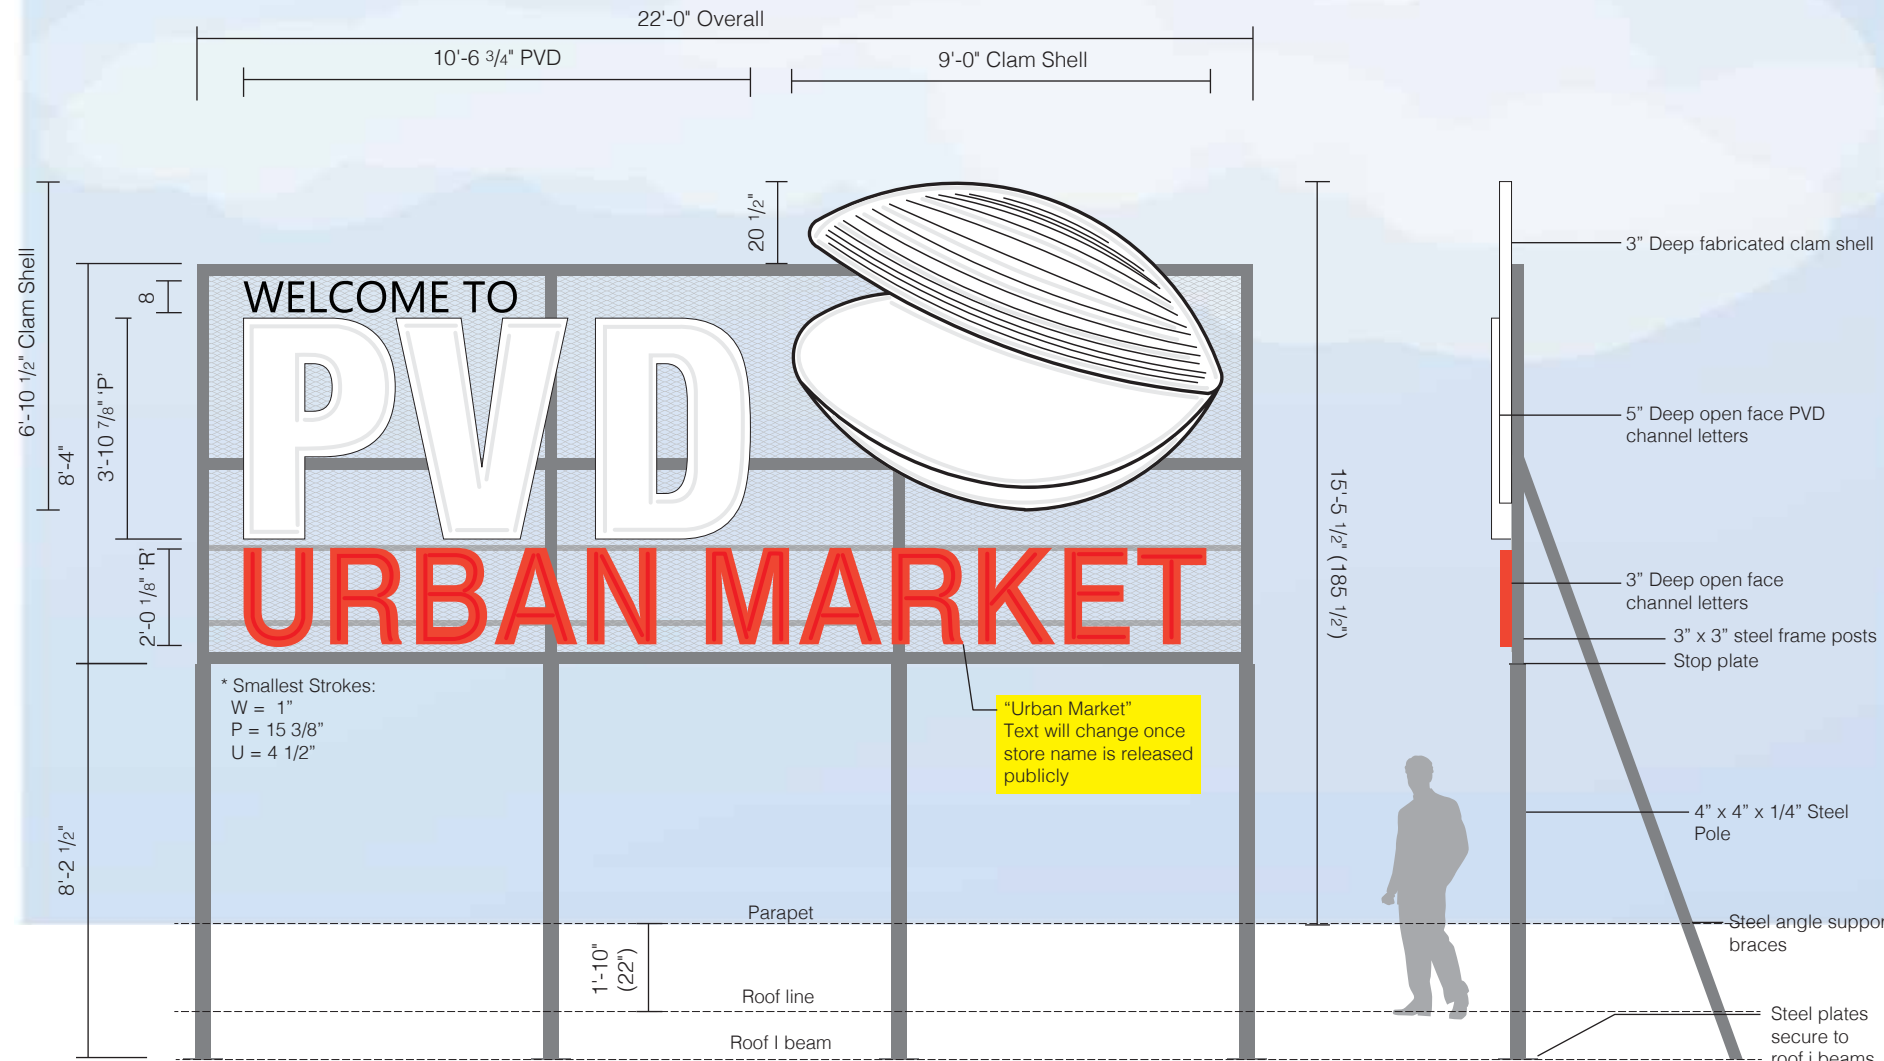 22'-0" Overall
10'-6 3/4" PVD
9'-0" Clam Shell
6'-10 1/2" Clam Shell
8'-4"
8
3'-10 7/8" 'P'
2'-0 1/8" 'R'
20 1/2"
WELCOME TO
PVD
URBAN MARKET
* Smallest Strokes:
W = 1”
P = 15 3/8”
U = 4 1/2”
“Urban Market”
Text will change once
store name is released
publicly
8'-2 1/2"
Parapet
1'-10"
(22")
Roof line
Roof I beam
15'-5 1/2" (185 1/2")
3” Deep fabricated clam shell
5” Deep open face PVD
channel letters
3” Deep open face
channel letters
3” x 3” steel frame posts
Stop plate
4” x 4” x 1/4” Steel
Pole
Steel angle suppor
braces
Steel plates
secure to
roof i beams